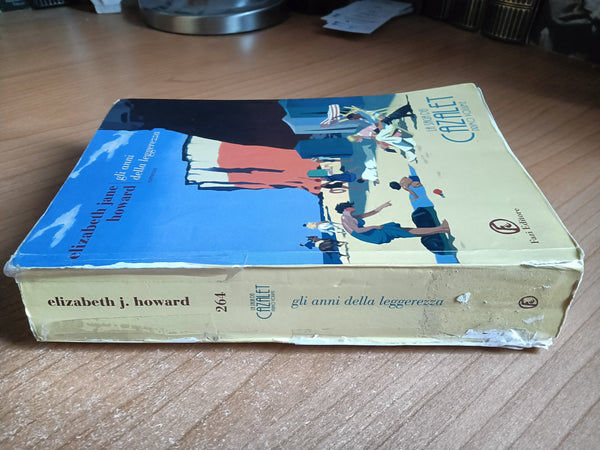 elizabeth jane
howard
gli anni
della leggerezza
romanzo
LA SAGA DEI
CAZALET
Fazi Editore
elizabeth j. howard
264
LA SAGA DEI
CAZALET
gli anni della leggerezza